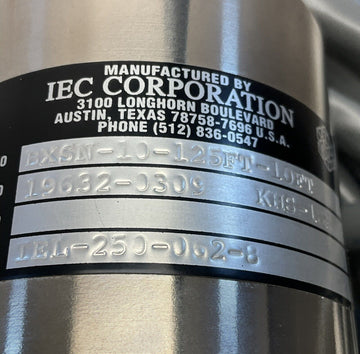 MANUFACTURED BY
IEC CORPORATION
3100 LONGHORN BOULEVARD
AUSTIN, TEXAS 78758-7696 U.S.A.
PHONE (512) 836-0547
BXSN-10-125FT-10FT
19632-0309
IEL-250-062-8